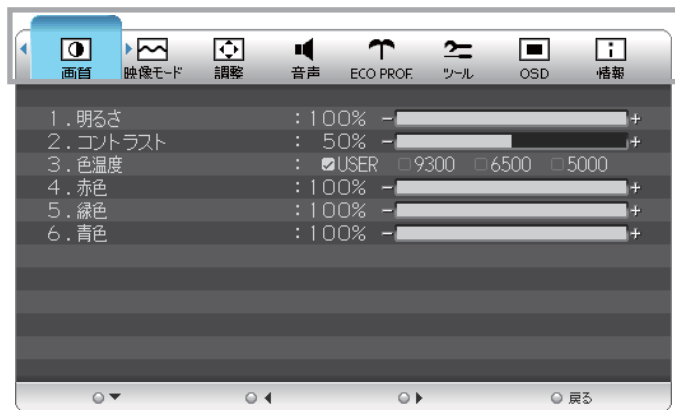 画質 映像モード 調整 音声 ECO PROF. ツール OSD 情報
1.明るさ :100% - +
2.コントラスト : 50% - +
3.色温度 : USER 9300 6500 5000
4.赤色 :100% - +
5.緑色 :100% - +
6.青色 :100% - +
戻る